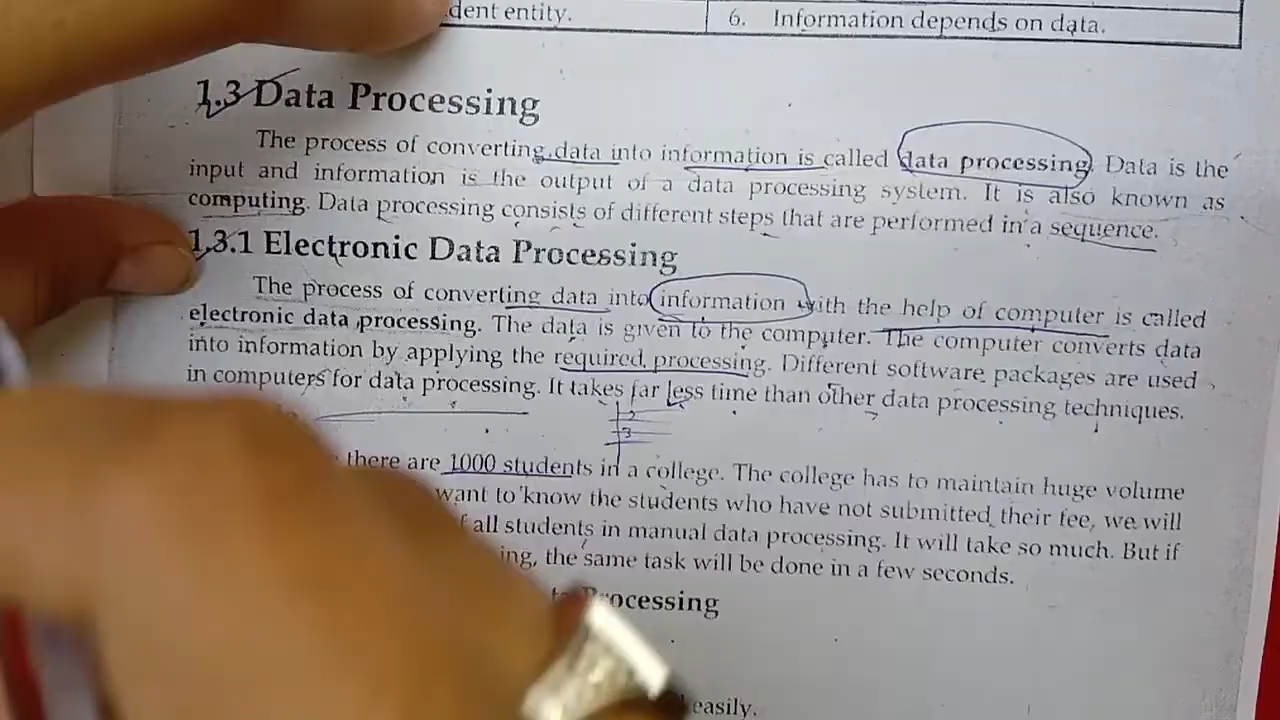 dent entity.
6. Information depends on data.
1.3 Data Processing
The process of converting data into information is called data processing. Data is the
input and information is the output of a data processing system. It is also known as
computing. Data processing consists of different steps that are performed in a sequence.
1.3.1 Electronic Data Processing
The process of converting data into information with the help of computer is called
electronic data processing. The data is given to the computer. The computer converts data
into information by applying the required processing. Different software packages are used
in computers for data processing. It takes far less time than other data processing techniques.
2
3
there are 1000 students in a college. The college has to maintain huge volume
want to know the students who have not submitted their fee, we will
all students in manual data processing. It will take so much. But if
ing, the same task will be done in a few seconds.
Processing
easily.